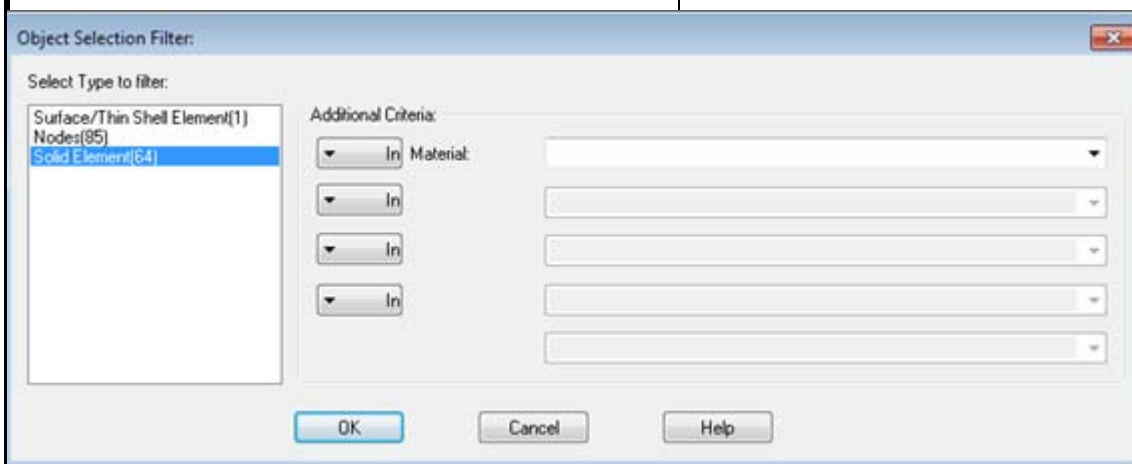 Object Selection Filter:
Select Type to filter:
Surface/Thin Shell Element(1)
Nodes(85)
Solid Element(64)
Additional Criteria:
In Material:
In
In
In
OK Cancel Help